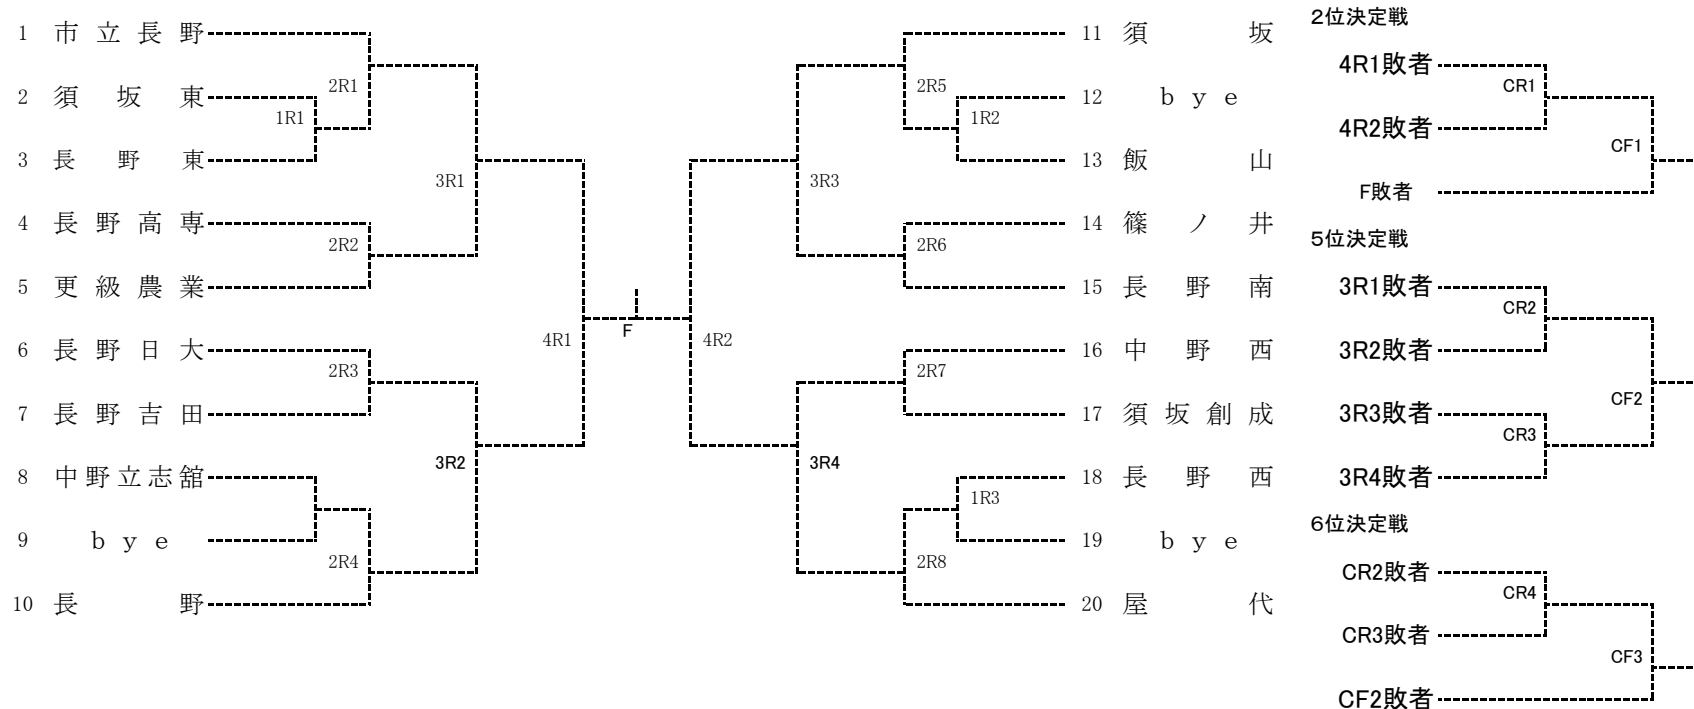 1 市立長野
2 須坂東
3 長野東
4 長野高専
5 更級農業
6 長野日大
7 長野吉田
8 中野立志舘
9 bye
10 長野
1R1
2R1
2R2
2R3
2R4
3R1
3R2
4R1
F
4R2
3R3
3R4
2R5
2R6
2R7
2R8
1R2
1R3
11 須坂
12 bye
13 飯山
14 篠ノ井
15 長野南
16 中野西
17 須坂創成
18 長野西
19 bye
20 屋代
2位決定戦
4R1敗者
CR1
4R2敗者
CF1
F敗者
5位決定戦
3R1敗者
CR2
3R2敗者
CF2
3R3敗者
CR3
3R4敗者
6位決定戦
CR2敗者
CR4
CR3敗者
CF3
CF2敗者